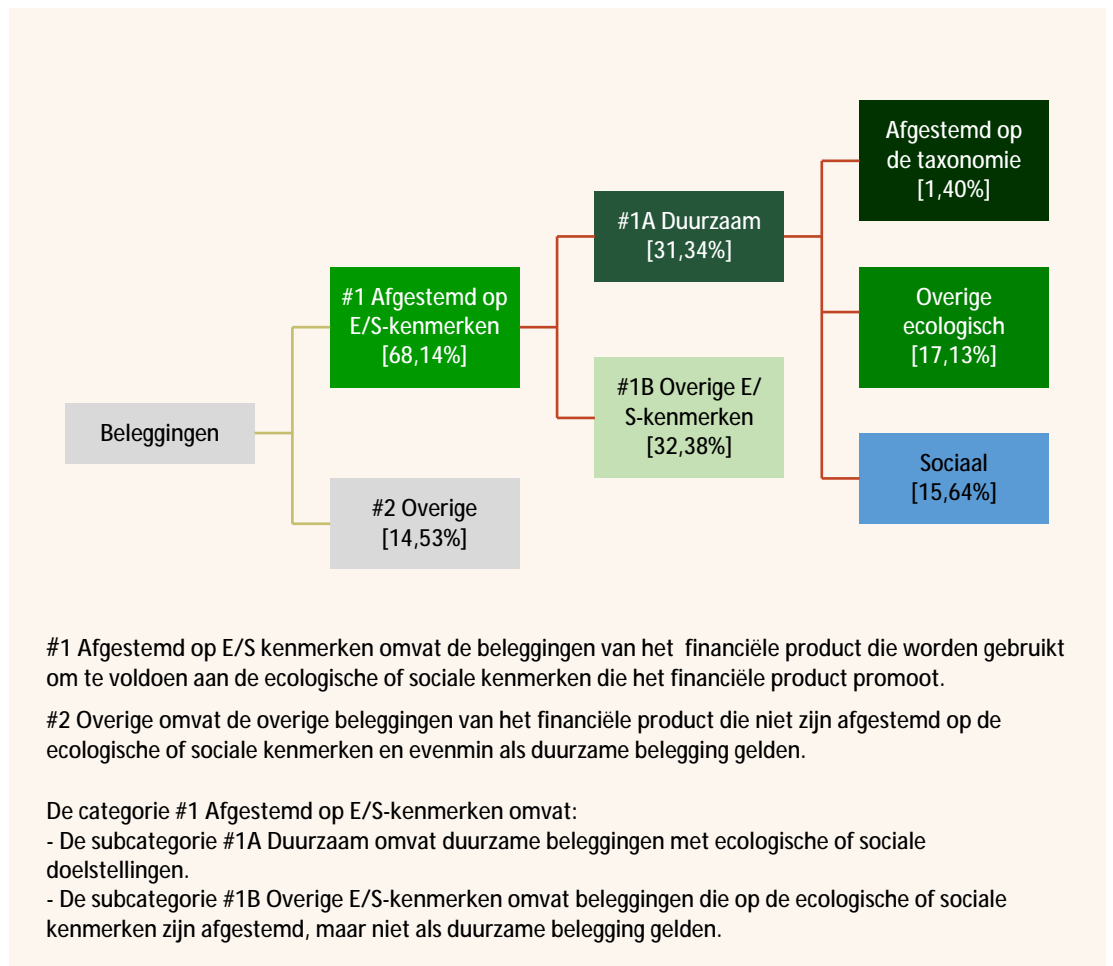 Afgestemd op
de taxonomie
[1,40%]
#1A Duurzaam
[31,34%]
#1 Afgestemd op
E/S-kenmerken
[68,14%]
Overige
ecologisch
[17,13%]
#1B Overige E/
S-kenmerken
[32,38%]
Beleggingen
Sociaal
[15,64%]
#2 Overige
[14,53%]
#1 Afgestemd op E/S kenmerken omvat de beleggingen van het financiële product die worden gebruikt
om te voldoen aan de ecologische of sociale kenmerken die het financiële product promoot.
#2 Overige omvat de overige beleggingen van het financiële product die niet zijn afgestemd op de
ecologische of sociale kenmerken en evenmin als duurzame belegging gelden.
De categorie #1 Afgestemd op E/S-kenmerken omvat:
- De subcategorie #1A Duurzaam omvat duurzame beleggingen met ecologische of sociale
doelstellingen.
- De subcategorie #1B Overige E/S-kenmerken omvat beleggingen die op de ecologische of sociale
kenmerken zijn afgestemd, maar niet als duurzame belegging gelden.